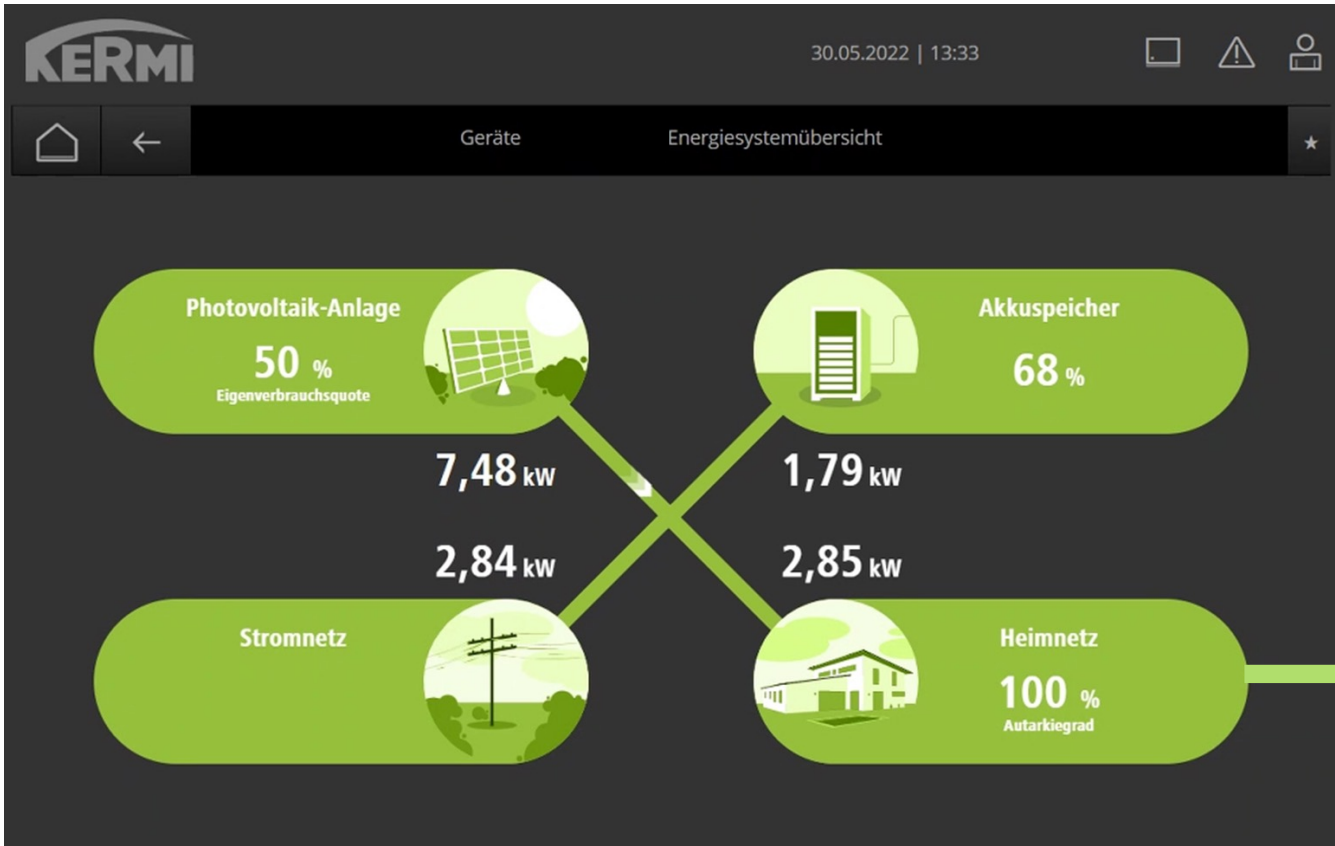 KERMI
30.05.2022 | 13:33
Geräte
Energiesystemübersicht
Photovoltaik-Anlage
50 %
Eigenverbrauchsquote
Akkuspeicher
68 %
7,48 kW
1,79 kW
2,84 kW
2,85 kW
Stromnetz
Heimnetz
100 %
Autarkiegrad